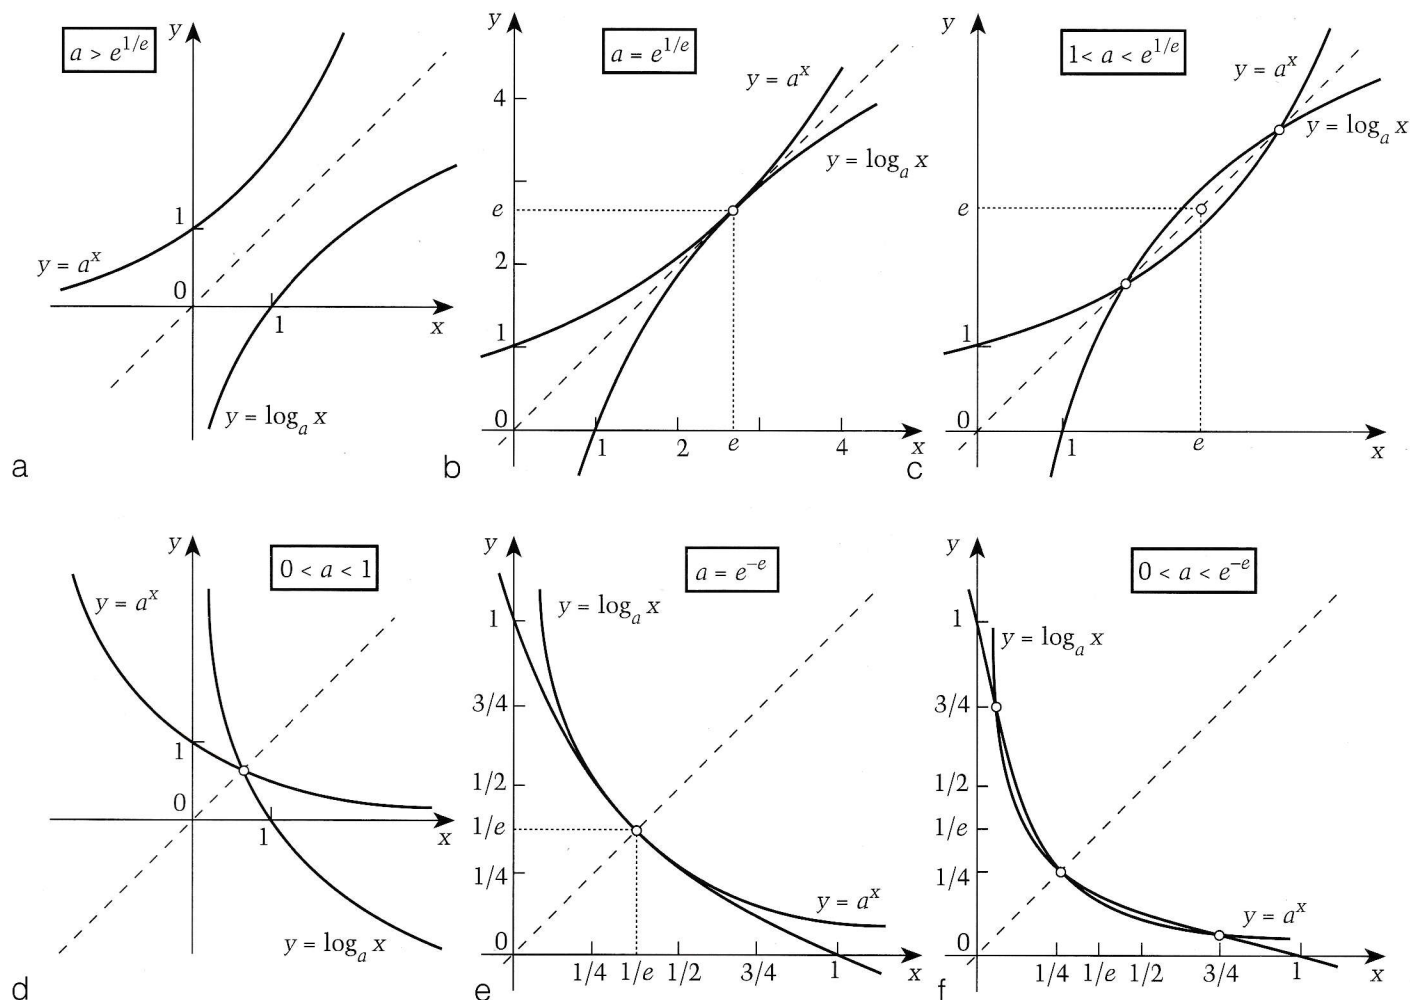 y
a > e^{1/e}
1
y = a^x
0
1
x
y = log_a x
a
y
a = e^{1/e}
y = a^x
4
y = log_a x
e
2
1
0
1
2
e
4
x
b
y
1 < a < e^{1/e}
y = a^x
y = log_a x
e
1
0
1
e
x
c
y
0 < a < 1
y = a^x
1
0
1
x
y = log_a x
d
y
a = e^{-e}
y = log_a x
1
3/4
1/2
1/e
1/4
y = a^x
0
1/4
1/e
1/2
3/4
1
x
e
y
0 < a < e^{-e}
1
y = log_a x
3/4
1/2
1/e
1/4
y = a^x
0
1/4
1/e
1/2
3/4
1
x
f